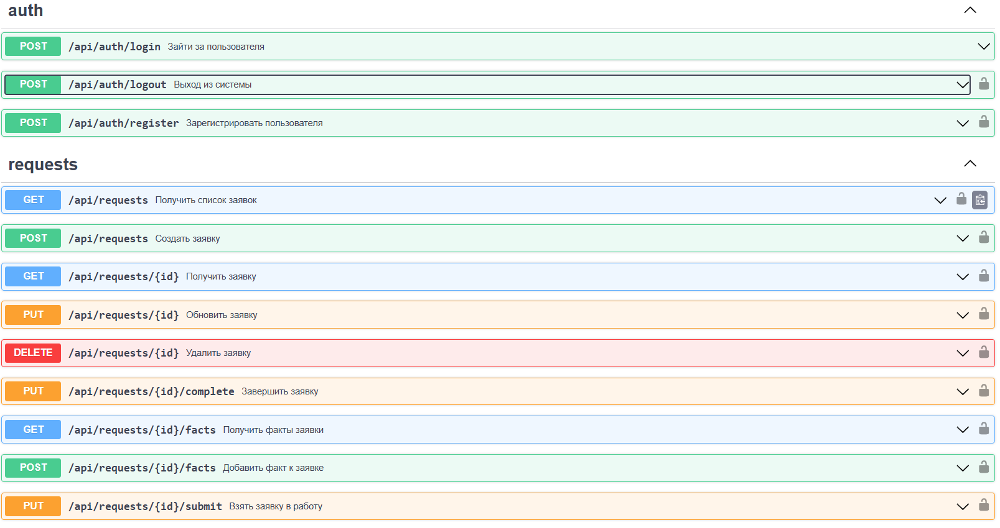 auth
POST /api/auth/login Зайти за пользователя
POST /api/auth/logout Выход из системы
POST /api/auth/register Зарегистрировать пользователя
requests
GET /api/requests Получить список заявок
POST /api/requests Создать заявку
GET /api/requests/{id} Получить заявку
PUT /api/requests/{id} Обновить заявку
DELETE /api/requests/{id} Удалить заявку
PUT /api/requests/{id}/complete Завершить заявку
GET /api/requests/{id}/facts Получить факты заявки
POST /api/requests/{id}/facts Добавить факт к заявке
PUT /api/requests/{id}/submit Взять заявку в работу